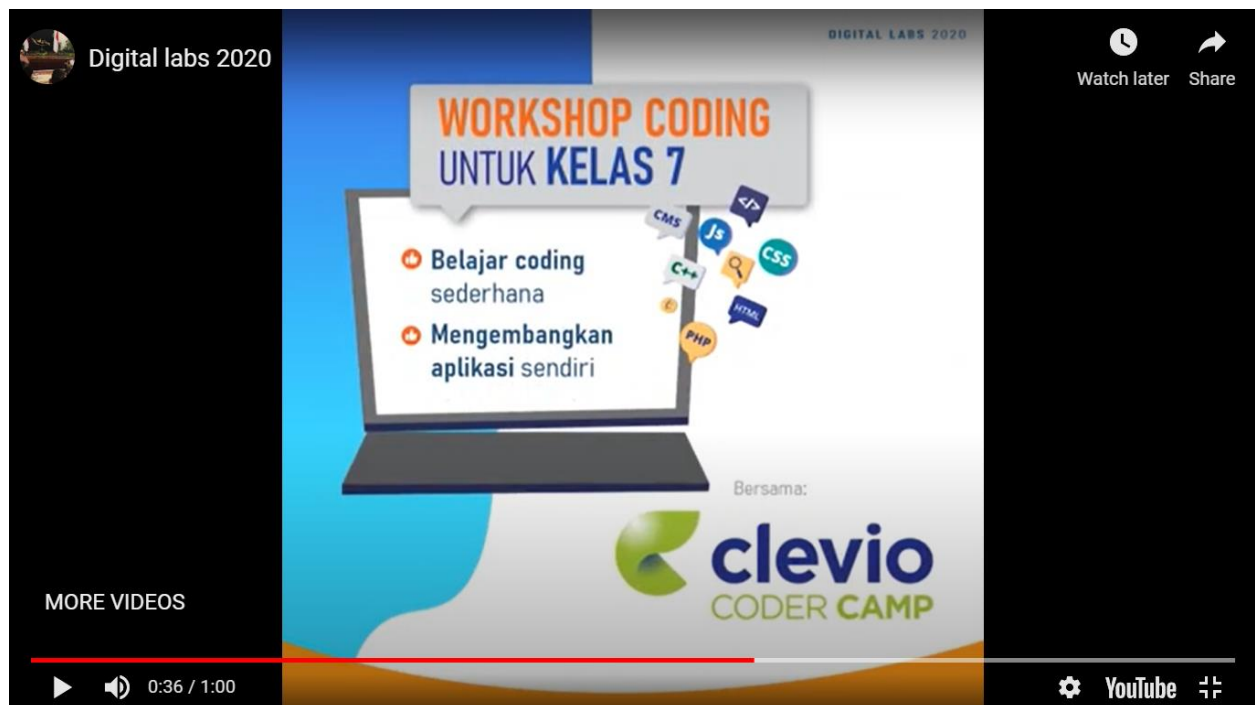 Digital labs 2020
DIGITAL LABS 2020
Watch later
Share
WORKSHOP CODING
UNTUK KELAS 7
CMS
</>
Js
CSS
C++
HTML
PHP
Belajar coding
sederhana
Mengembangkan
aplikasi sendiri
Bersama:
clevio
CODER CAMP
MORE VIDEOS
0:36 / 1:00
YouTube